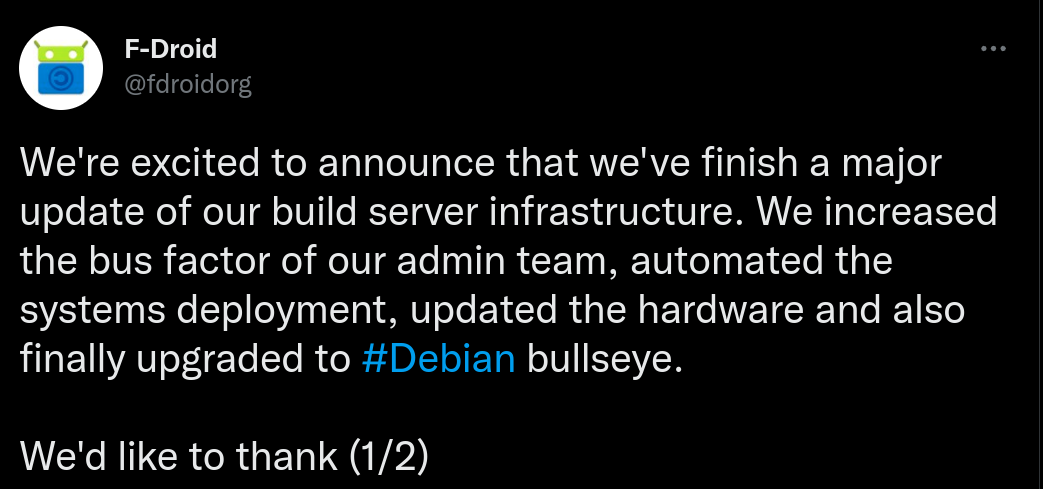 F-Droid
@fdroidorg
We're excited to announce that we've finish a major
update of our build server infrastructure. We increased
the bus factor of our admin team, automated the
systems deployment, updated the hardware and also
finally upgraded to #Debian bullseye.
We'd like to thank (1/2)